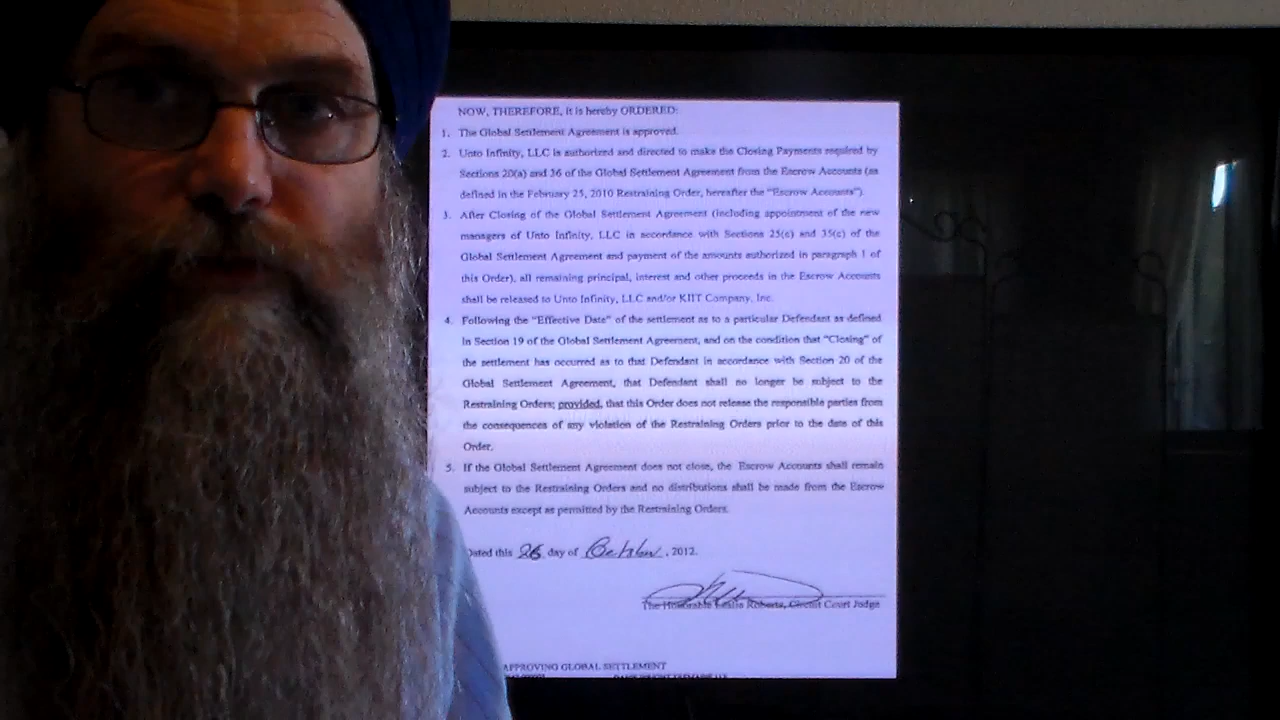 NOW, THEREFORE, it is hereby ORDERED:
1. The Global Settlement Agreement is approved.
2. Unto Infinity, LLC is authorized and directed to make the Closing Payments required by
Sections 20(a) and 36 of the Global Settlement Agreement from the Escrow Accounts (as
defined in the February 25, 2010 Restraining Order, hereafter the "Escrow Accounts").
3. After Closing of the Global Settlement Agreement (including appointment of the new
managers of Unto Infinity, LLC in accordance with Sections 25(c) and 35(c) of the
Global Settlement Agreement and payment of the amounts authorized in paragraph 1 of
this Order), all remaining principal, interest and other proceeds in the Escrow Accounts
shall be released to Unto Infinity, LLC and/or KIIT Company, Inc.
4. Following the "Effective Date" of the settlement as to a particular Defendant as defined
in Section 19 of the Global Settlement Agreement, and on the condition that "Closing" of
the settlement has occurred as to that Defendant in accordance with Section 20 of the
Global Settlement Agreement, that Defendant shall no longer be subject to the
Restraining Orders; provided, that this Order does not release the responsible parties from
the consequences of any violation of the Restraining Orders prior to the date of this
Order.
5. If the Global Settlement Agreement does not close, the Escrow Accounts shall remain
subject to the Restraining Orders and no distributions shall be made from the Escrow
Accounts except as permitted by the Restraining Orders.
Dated this 26 day of October, 2012.
The Honorable Leslie Roberts, Circuit Court Judge
APPROVING GLOBAL SETTLEMENT